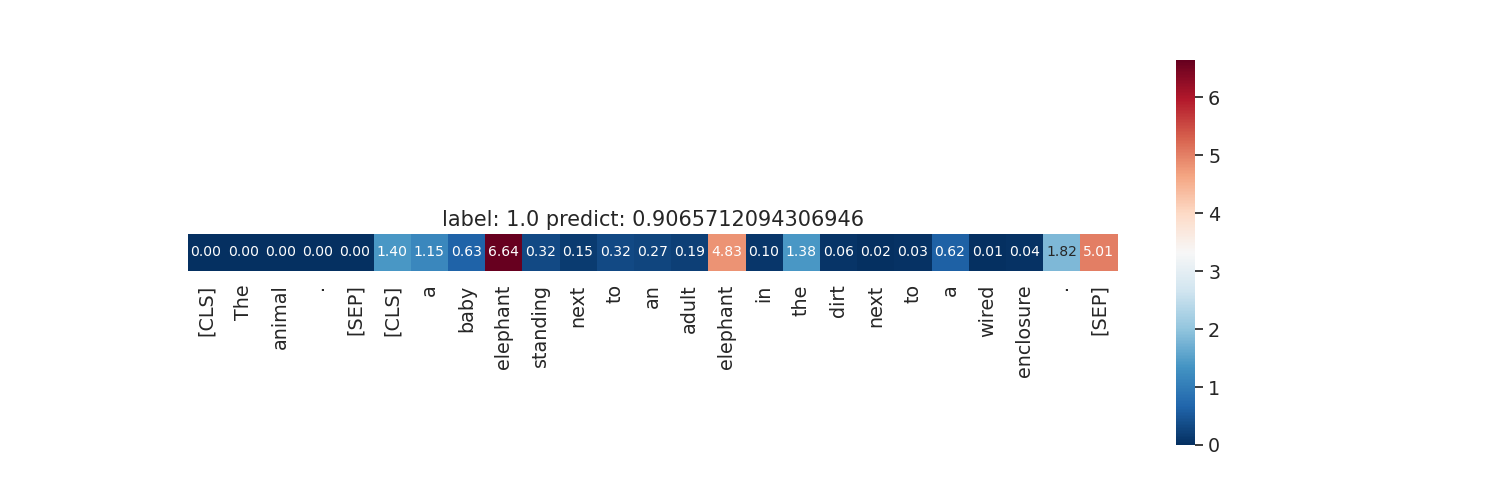 label: 1.0 predict: 0.9065712094306946
0.00 0.00 0.00 0.00 0.00 1.40 1.15 0.63 6.64 0.32 0.15 0.32 0.27 0.19 4.83 0.10 1.38 0.06 0.02 0.03 0.62 0.01 0.04 1.82 5.01
[CLS] The animal . [SEP] [CLS] a baby elephant standing next to an adult elephant in the dirt next to a wired enclosure . [SEP]
6
5
4
3
2
1
0